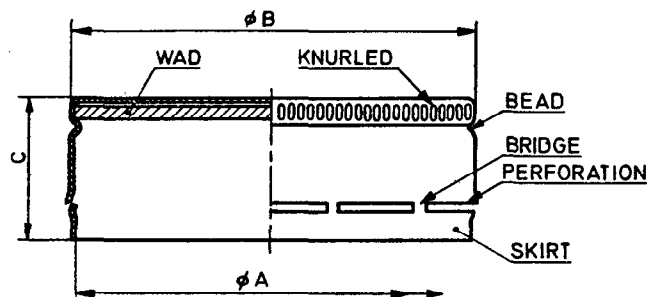 ø B
WAD
KNURLED
BEAD
C
BRIDGE
PERFORATION
SKIRT
ø A